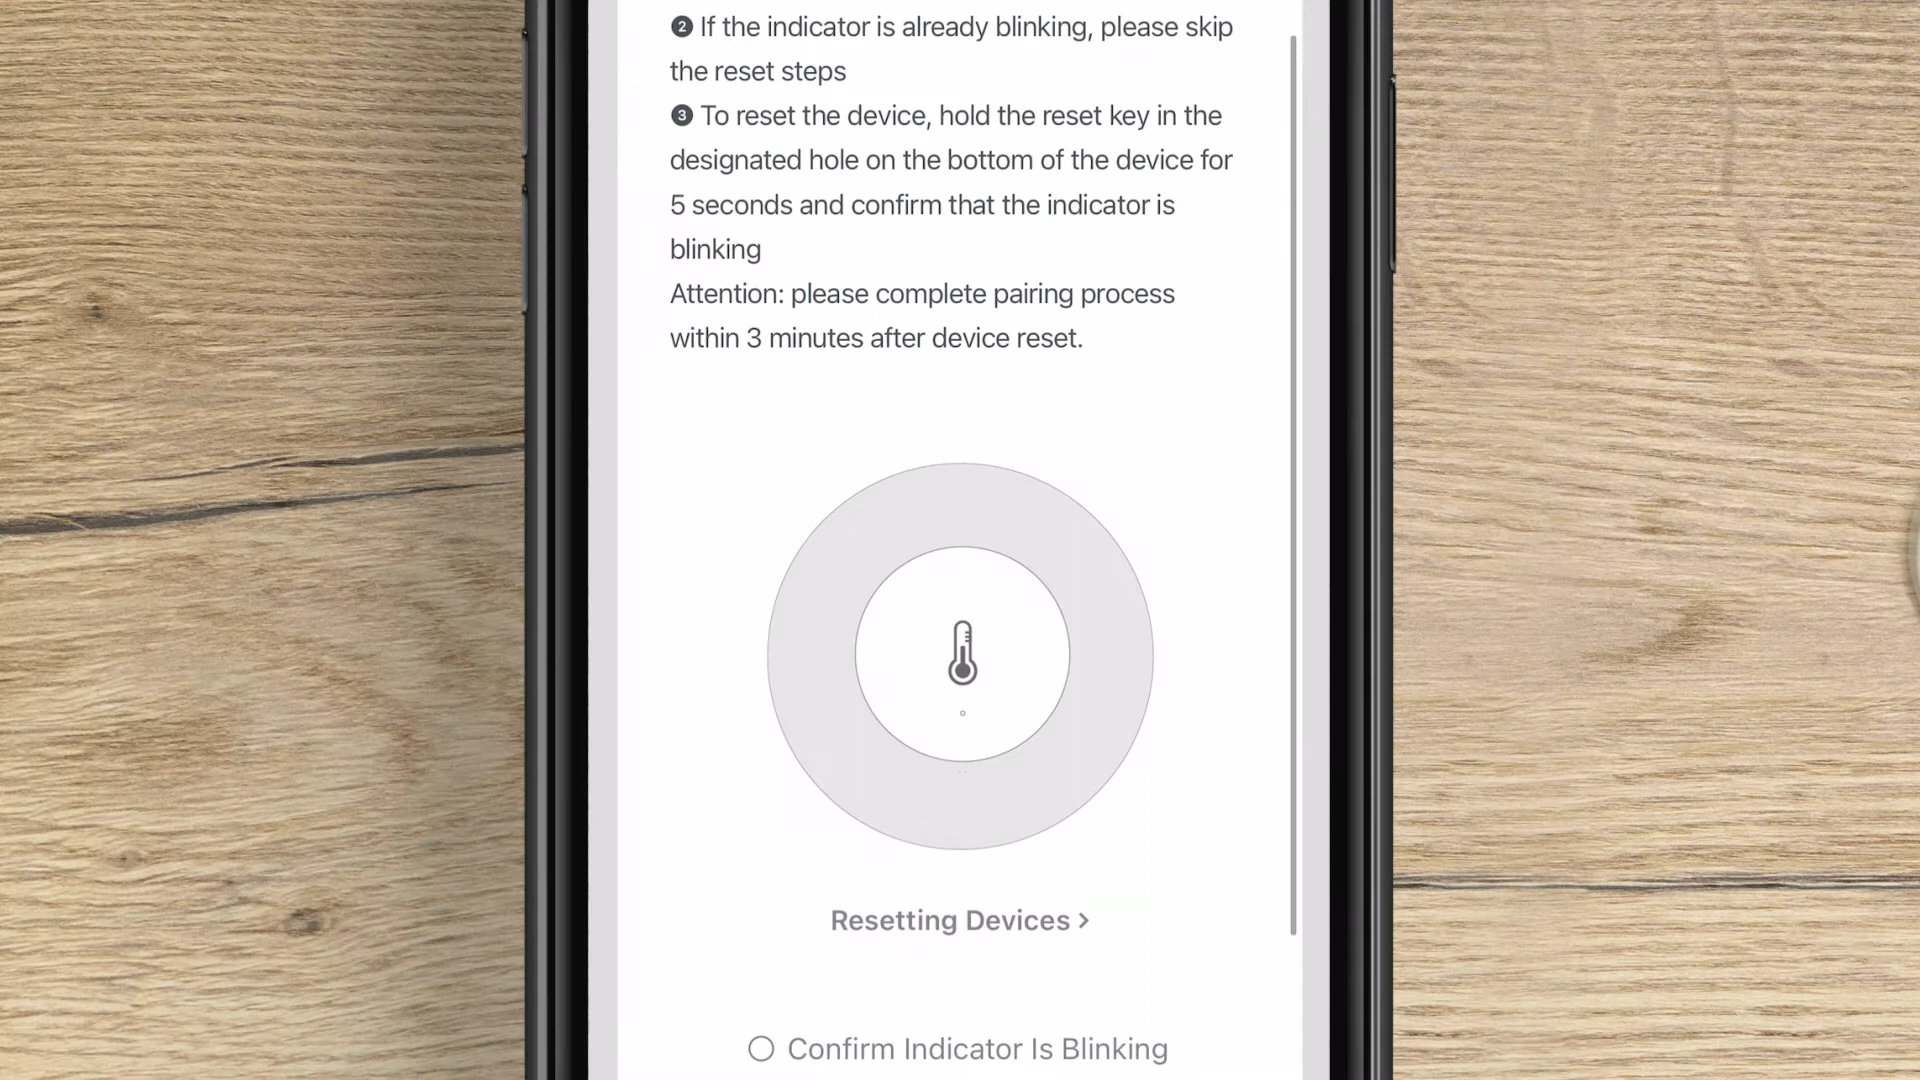 ❷ If the indicator is already blinking, please skip
the reset steps
❸ To reset the device, hold the reset key in the
designated hole on the bottom of the device for
5 seconds and confirm that the indicator is
blinking
Attention: please complete pairing process
within 3 minutes after device reset.
Resetting Devices >
Confirm Indicator Is Blinking